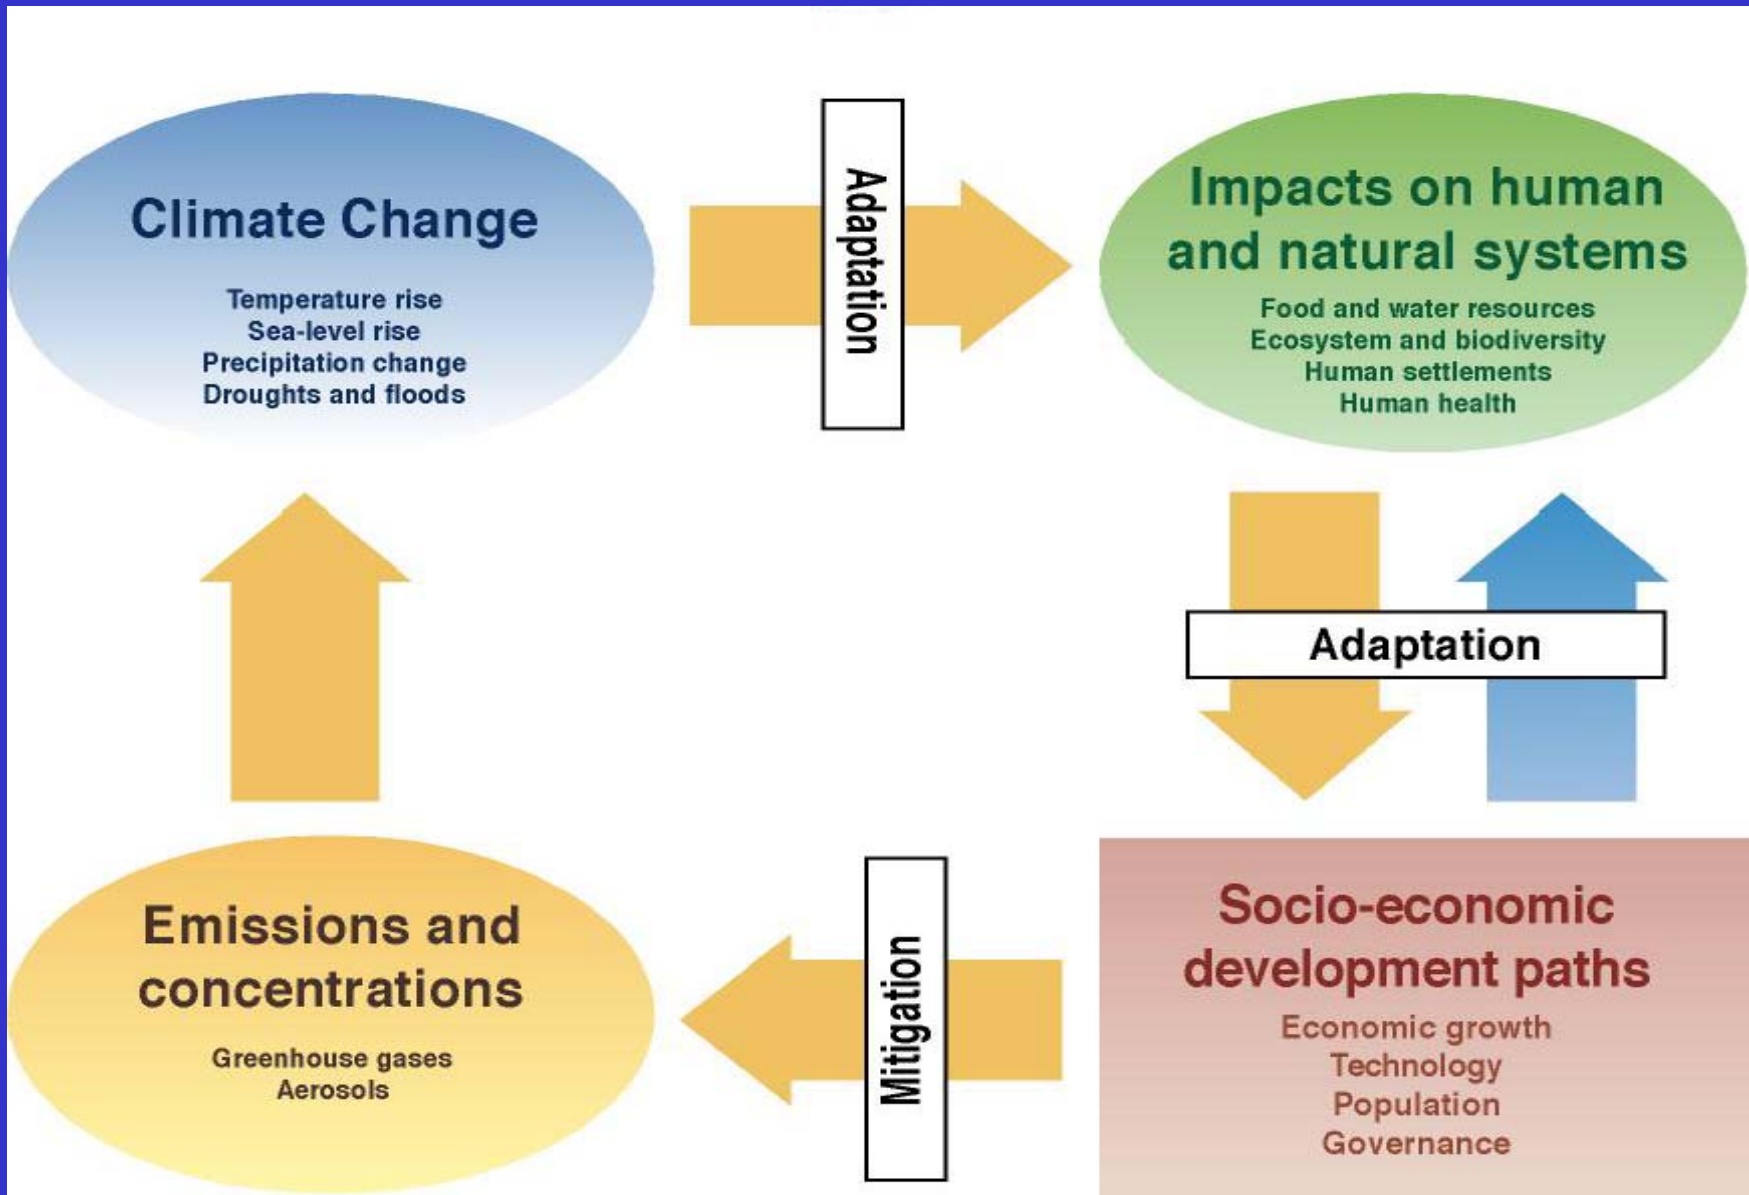 Climate Change
Temperature rise
Sea-level rise
Precipitation change
Droughts and floods
Adaptation
Impacts on human
and natural systems
Food and water resources
Ecosystem and biodiversity
Human settlements
Human health
Adaptation
Emissions and
concentrations
Greenhouse gases
Aerosols
Mitigation
Socio-economic
development paths
Economic growth
Technology
Population
Governance